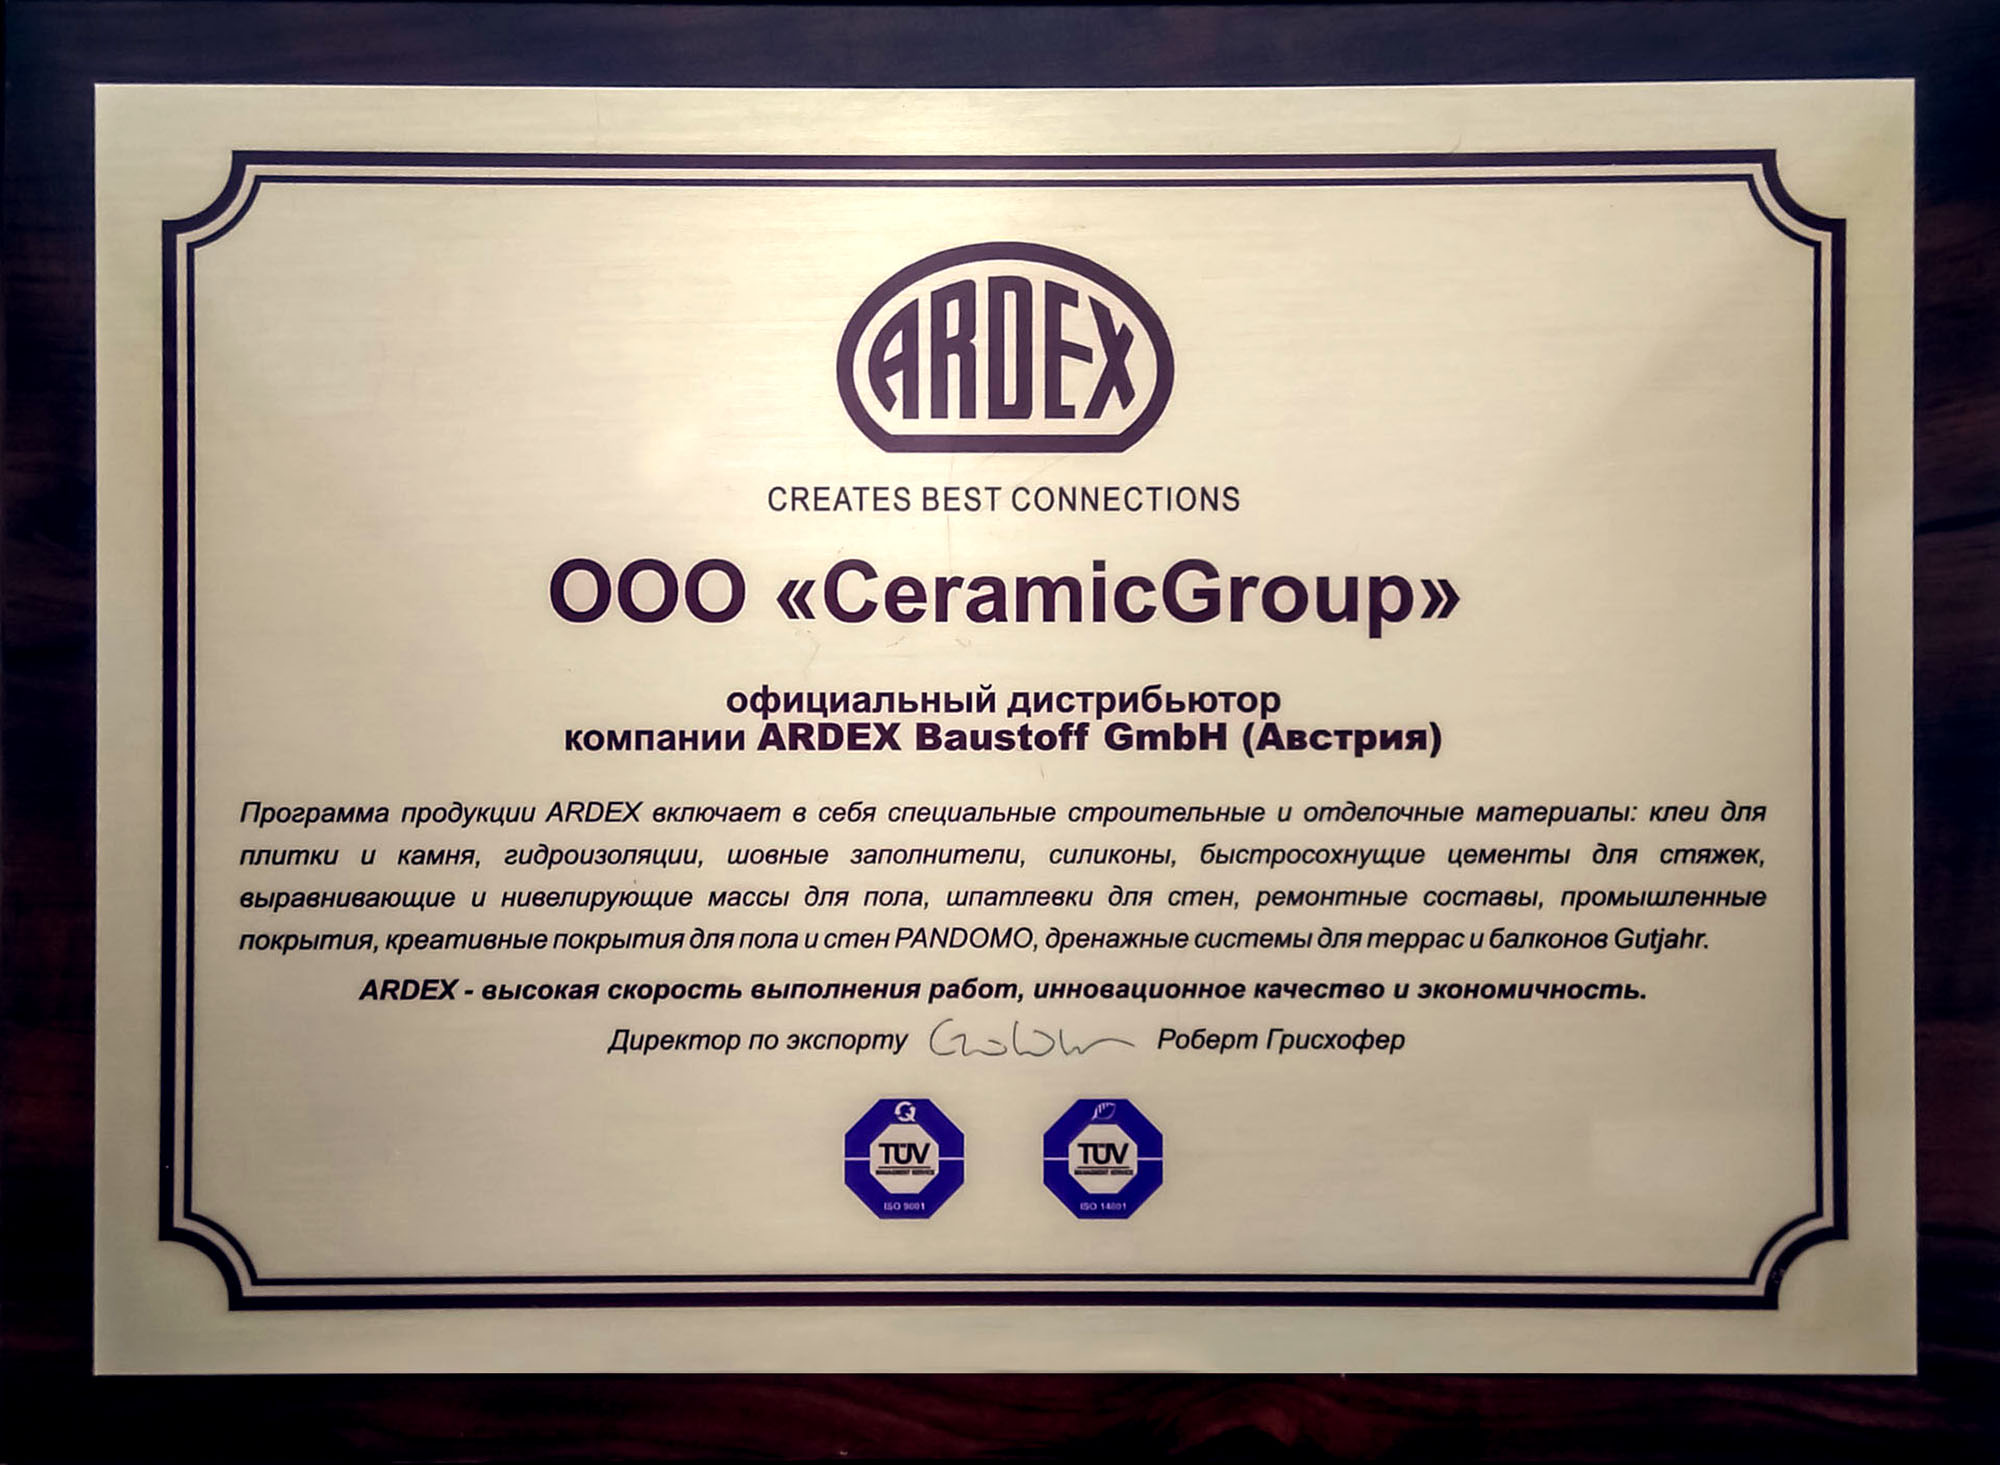 ARDEX
CREATES BEST CONNECTIONS
ООО «CeramicGroup»
официальный дистрибьютор
компании ARDEX Baustoff GmbH (Австрия)
Программа продукции ARDEX включает в себя специальные строительные и отделочные материалы: клеи для
плитки и камня, гидроизоляции, шовные заполнители, силиконы, быстросохнущие цементы для стяжек,
выравнивающие и нивелирующие массы для пола, шпатлевки для стен, ремонтные составы, промышленные
покрытия, креативные покрытия для пола и стен PANDOMO, дренажные системы для террас и балконов Gutjahr.
ARDEX - высокая скорость выполнения работ, инновационное качество и экономичность.
Директор по экспорту Роберт Грисхофер
TÜV TÜV
MANAGEMENT SERVICE MANAGEMENT SERVICE
ISO 9001 ISO 14001